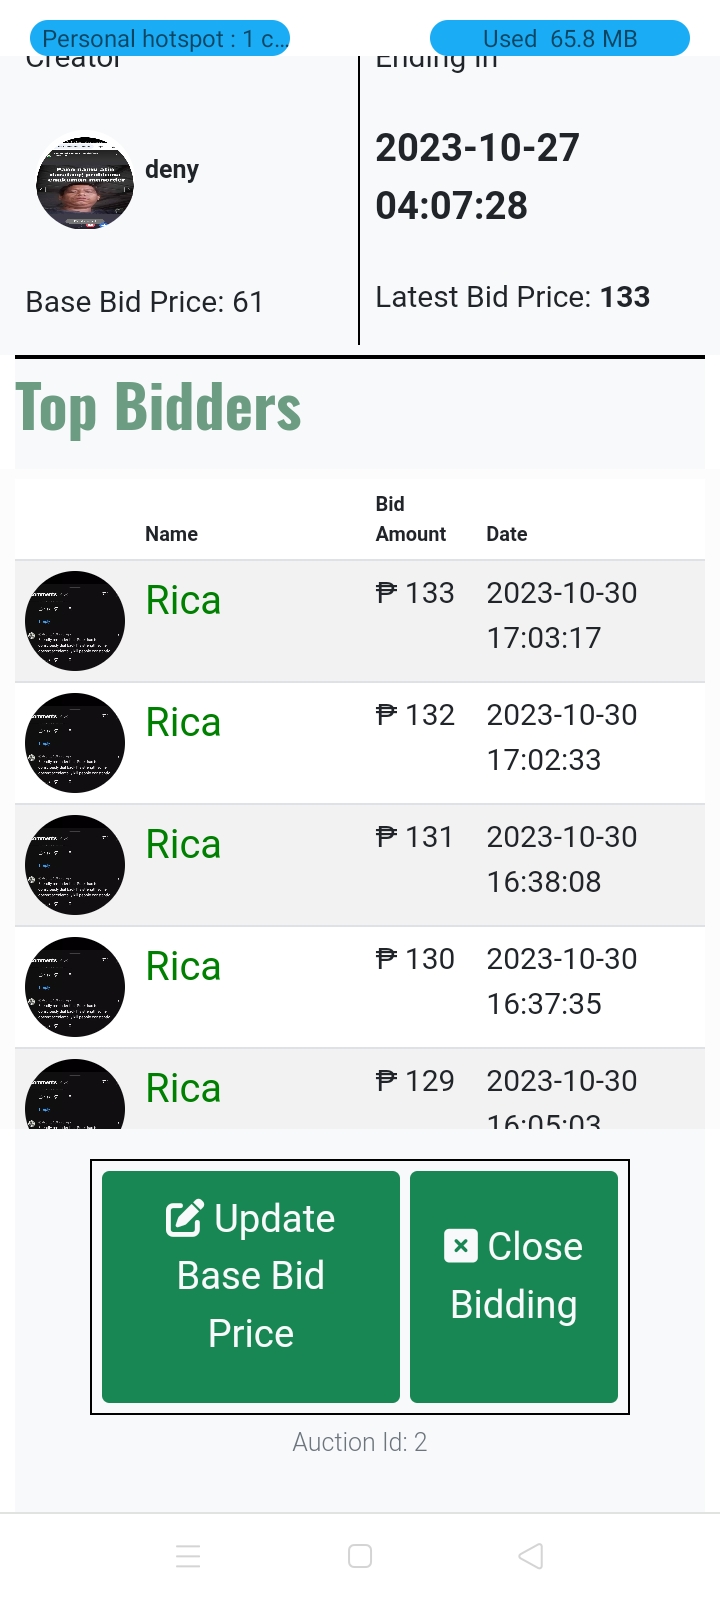 Personal hotspot : 1 c...
Used 65.8 MB
Creator
Ending in
deny
2023-10-27
04:07:28
Base Bid Price: 61
Latest Bid Price: 133
Top Bidders
Name
Bid
Amount
Date
Rica
₱ 133
2023-10-30
17:03:17
Rica
₱ 132
2023-10-30
17:02:33
Rica
₱ 131
2023-10-30
16:38:08
Rica
₱ 130
2023-10-30
16:37:35
Rica
₱ 129
2023-10-30
16:05:03
Update
Base Bid
Price
Close
Bidding
Auction Id: 2